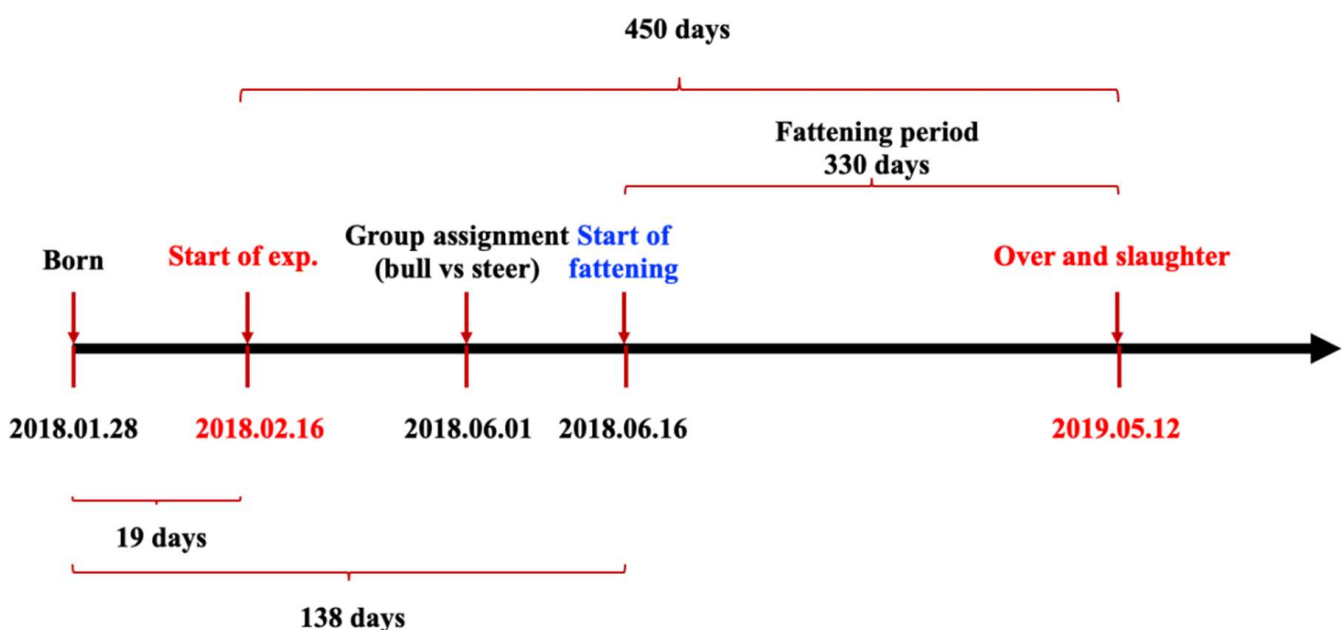 450 days
Fattening period
330 days
Born
Start of exp.
Group assignment
(bull vs steer)
Start of
fattening
Over and slaughter
2018.01.28
2018.02.16
2018.06.01
2018.06.16
2019.05.12
19 days
138 days